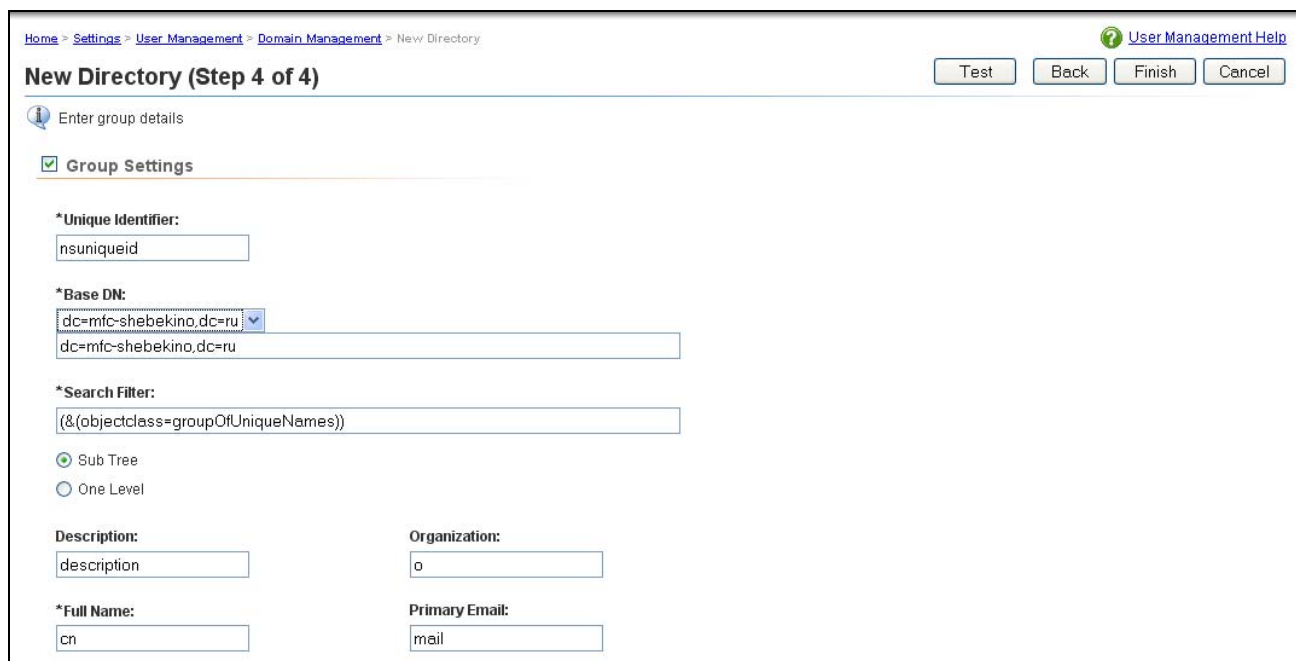 Home > Settings > User Management > Domain Management > New Directory
User Management Help
New Directory (Step 4 of 4)
Test Back Finish Cancel
Enter group details
Group Settings
*Unique Identifier:
nsuniqueid
*Base DN:
dc=mfc-shebekino,dc=ru
dc=mfc-shebekino,dc=ru
*Search Filter:
(&(objectclass=groupOfUniqueNames))
Sub Tree
One Level
Description: Organization:
description o
*Full Name: Primary Email:
cn mail